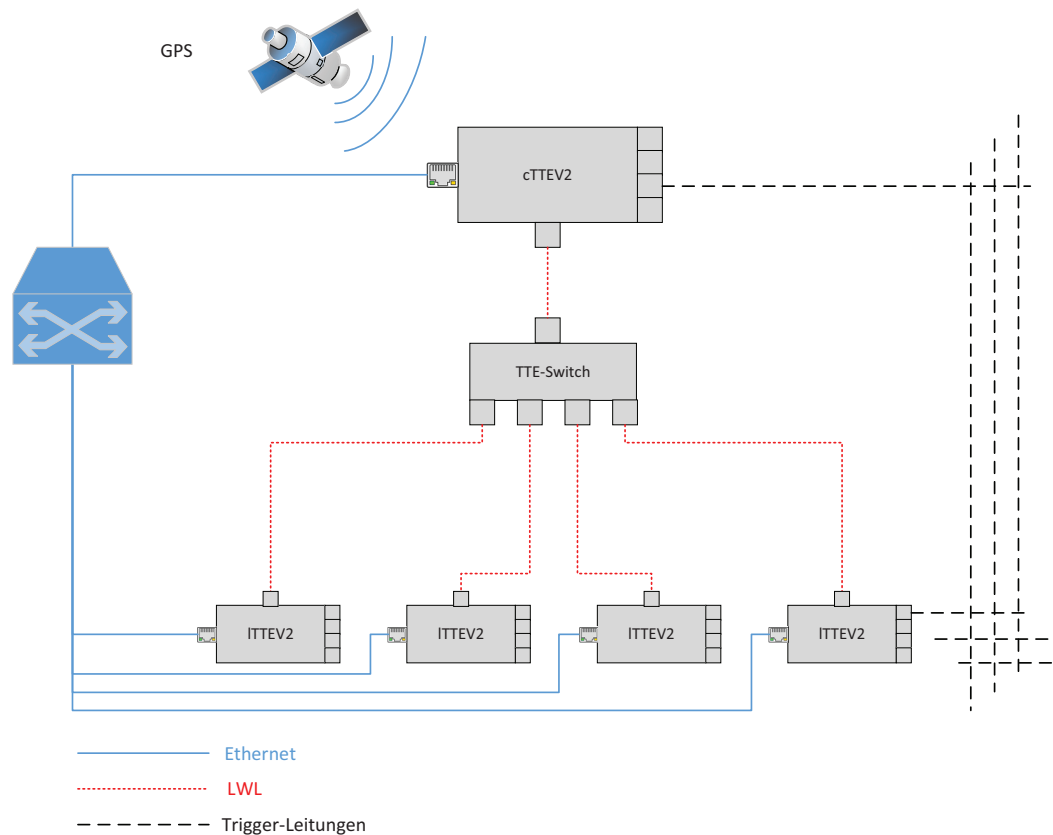 GPS
cTTEV2
TTE-Switch
lTTEV2
lTTEV2
lTTEV2
lTTEV2
Ethernet
LWL
Trigger-Leitungen